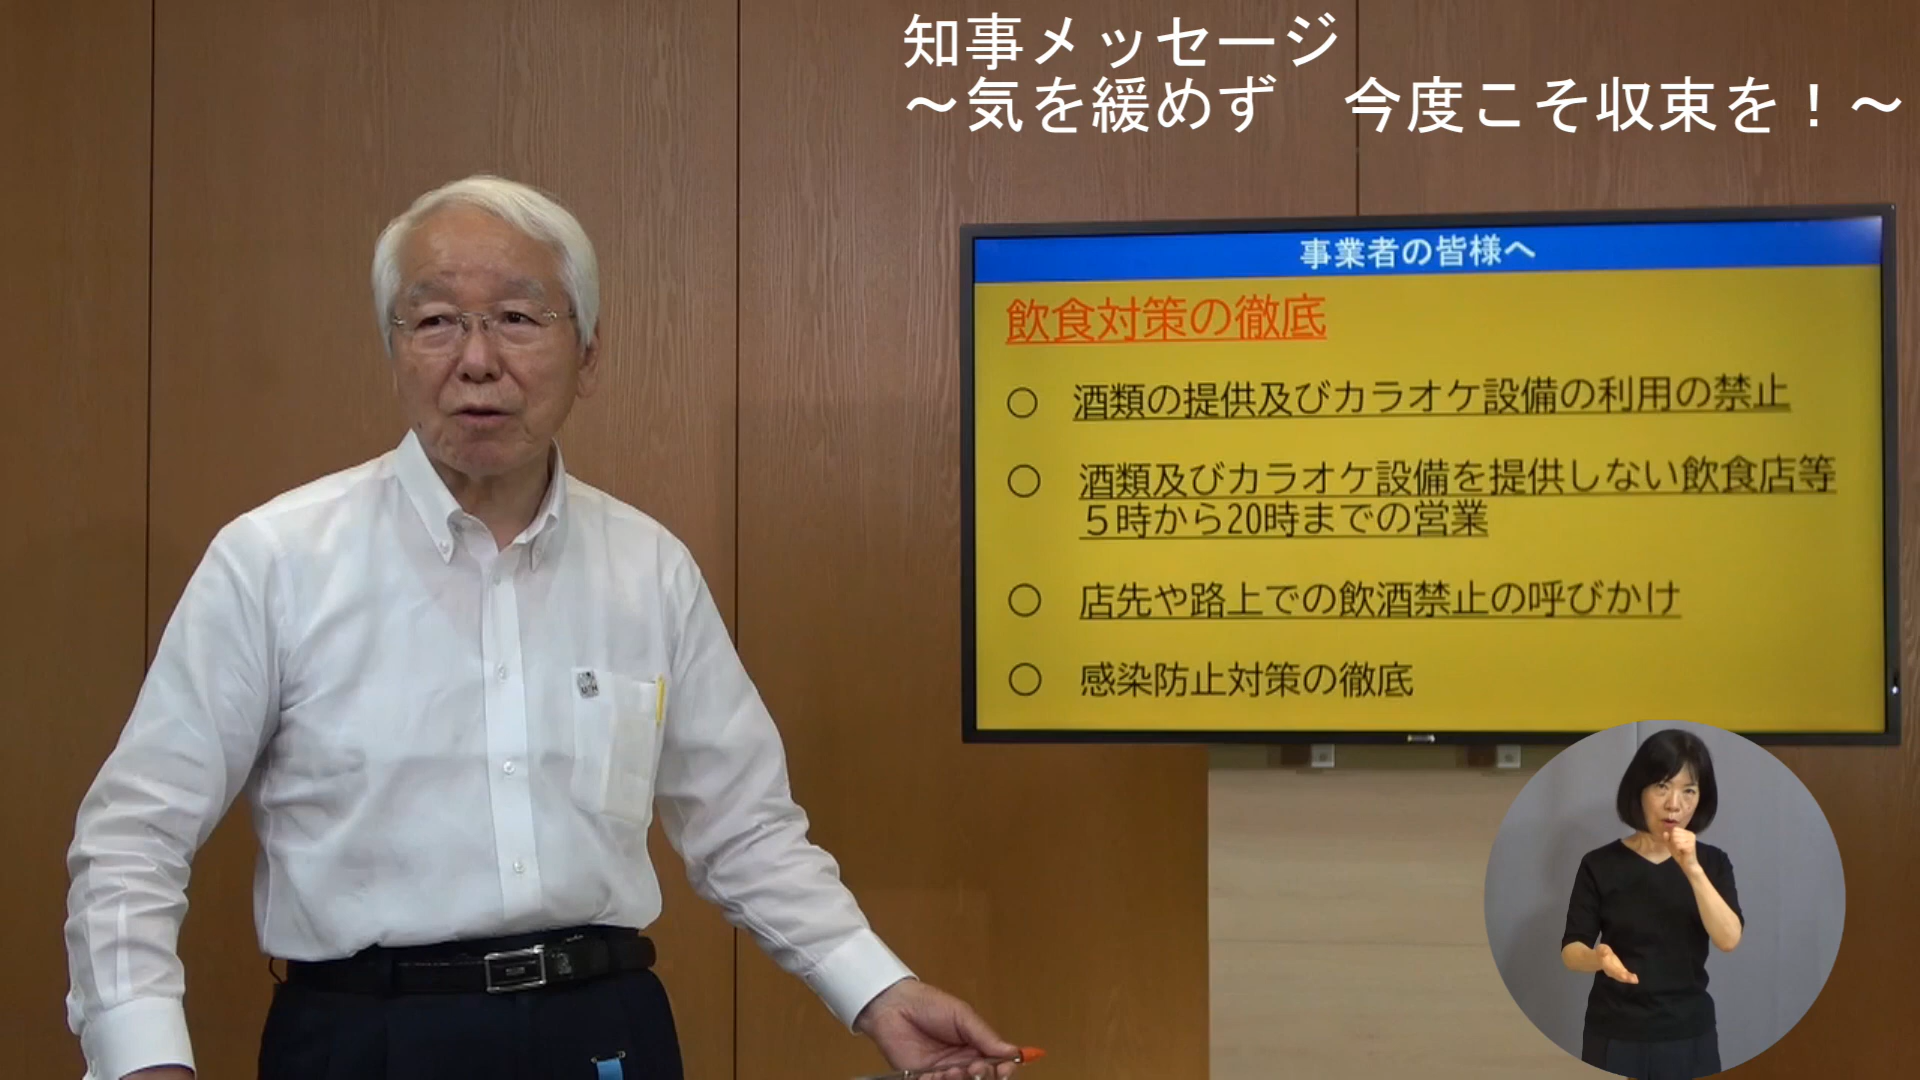 知事メッセージ
～気を緩めず　今度こそ収束を！～
事業者の皆様へ
飲食対策の徹底
○　酒類の提供及びカラオケ設備の利用の禁止
○　酒類及びカラオケ設備を提供しない飲食店等
５時から20時までの営業
○　店先や路上での飲酒禁止の呼びかけ
○　感染防止対策の徹底